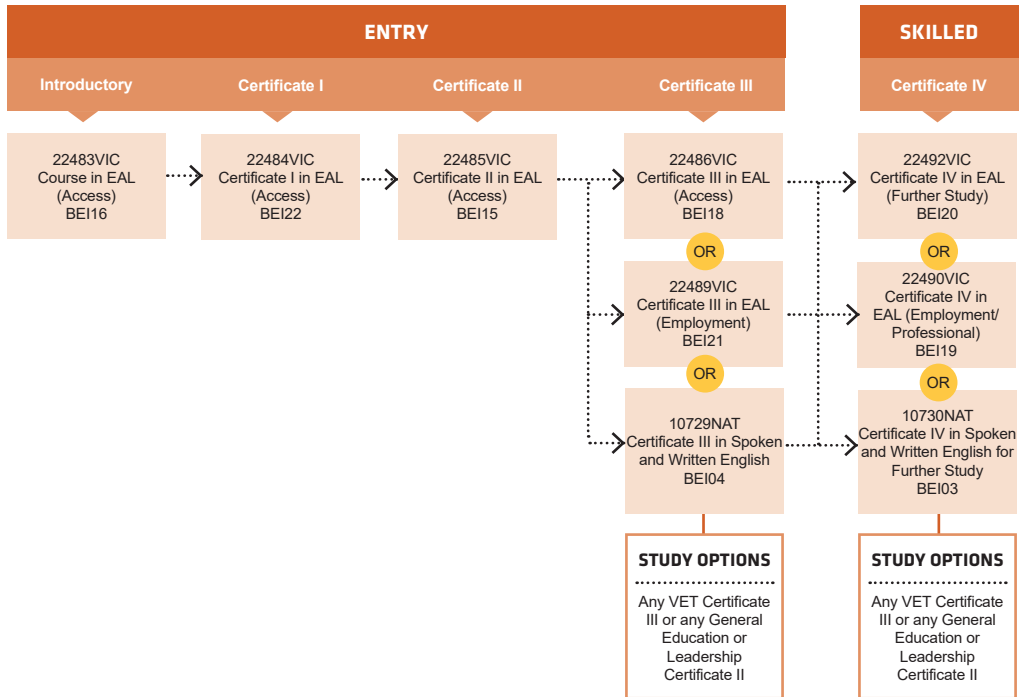 ENTRY
SKILLED
Introductory
Certificate I
Certificate II
Certificate III
Certificate IV
22483VIC
Course in EAL
(Access)
BEI16
22484VIC
Certificate I in EAL
(Access)
BEI22
22485VIC
Certificate II in EAL
(Access)
BEI15
22486VIC
Certificate III in EAL
(Access)
BEI18
OR
22489VIC
Certificate III in EAL
(Employment)
BEI21
OR
10729NAT
Certificate III in Spoken
and Written English
BEI04
22492VIC
Certificate IV in EAL
(Further Study)
BEI20
OR
22490VIC
Certificate IV in
EAL (Employment/
Professional)
BEI19
OR
10730NAT
Certificate IV in Spoken
and Written English for
Further Study
BEI03
STUDY OPTIONS
Any VET Certificate
III or any General
Education or
Leadership
Certificate II
STUDY OPTIONS
Any VET Certificate
III or any General
Education or
Leadership
Certificate II